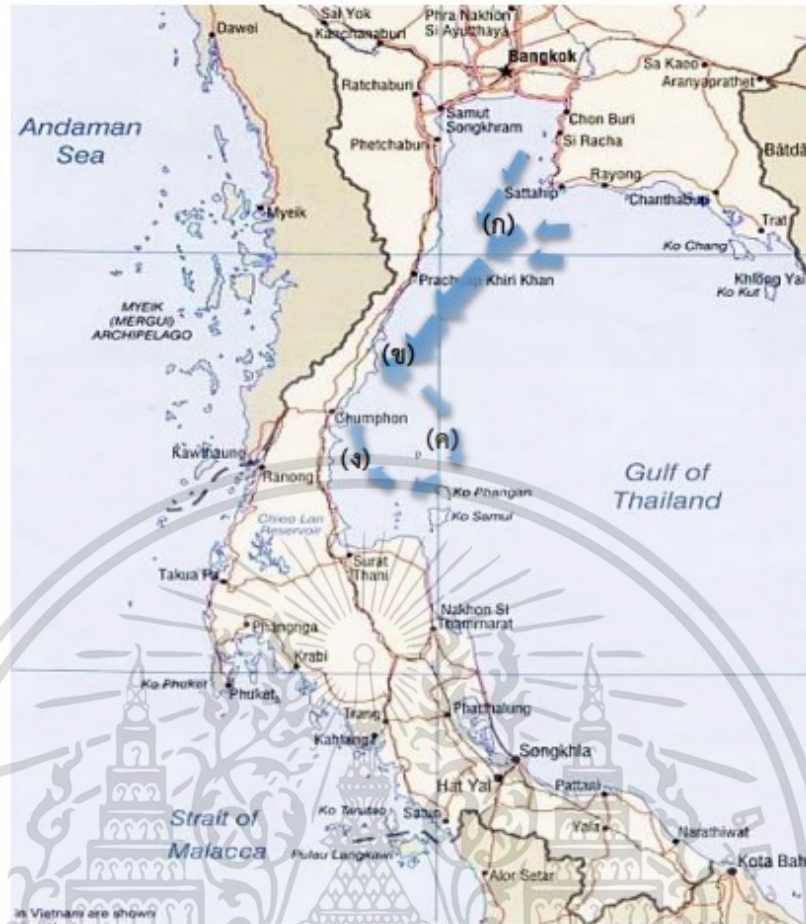 Sai Yok
Phra Nakhon
Si Ayutthaya
Dawei
Kanchanaburi
Bangkok
Sa Kaeo
Aranyaprathet
Ratchaburi
Andaman
Sea
Samut
Songkhram
Chon Buri
Si Racha
Phetchaburi
Bătdâ
Rayong
Sattahip
Chanthaburi
Myeik
(ก)
Trat
Ko Chang
Prachuap Khiri Khan
Khlong Yai
Ko Kut
MYEIK
(MERGUI)
ARCHIPELAGO
(ข)
Chumphon
(ค)
Kawthaung
(ง)
Ranong
Gulf of
Thailand
Ko Phangan
Ko Samui
Chieo Lan
Reservoir
Surat
Thani
Takua Pa
Nakhon Si
Thammarat
Phangnga
Krabi
Ko Phuket
Phuket
Trang
Phatthalung
Kantang
Songkhla
Hat Yai
Pattani
Ko Tarutao
Satun
Strait of
Malacca
Yala
Narathiwat
Pulau Langkawi
Kota Bah
Alor Setar
in Vietnam are shown